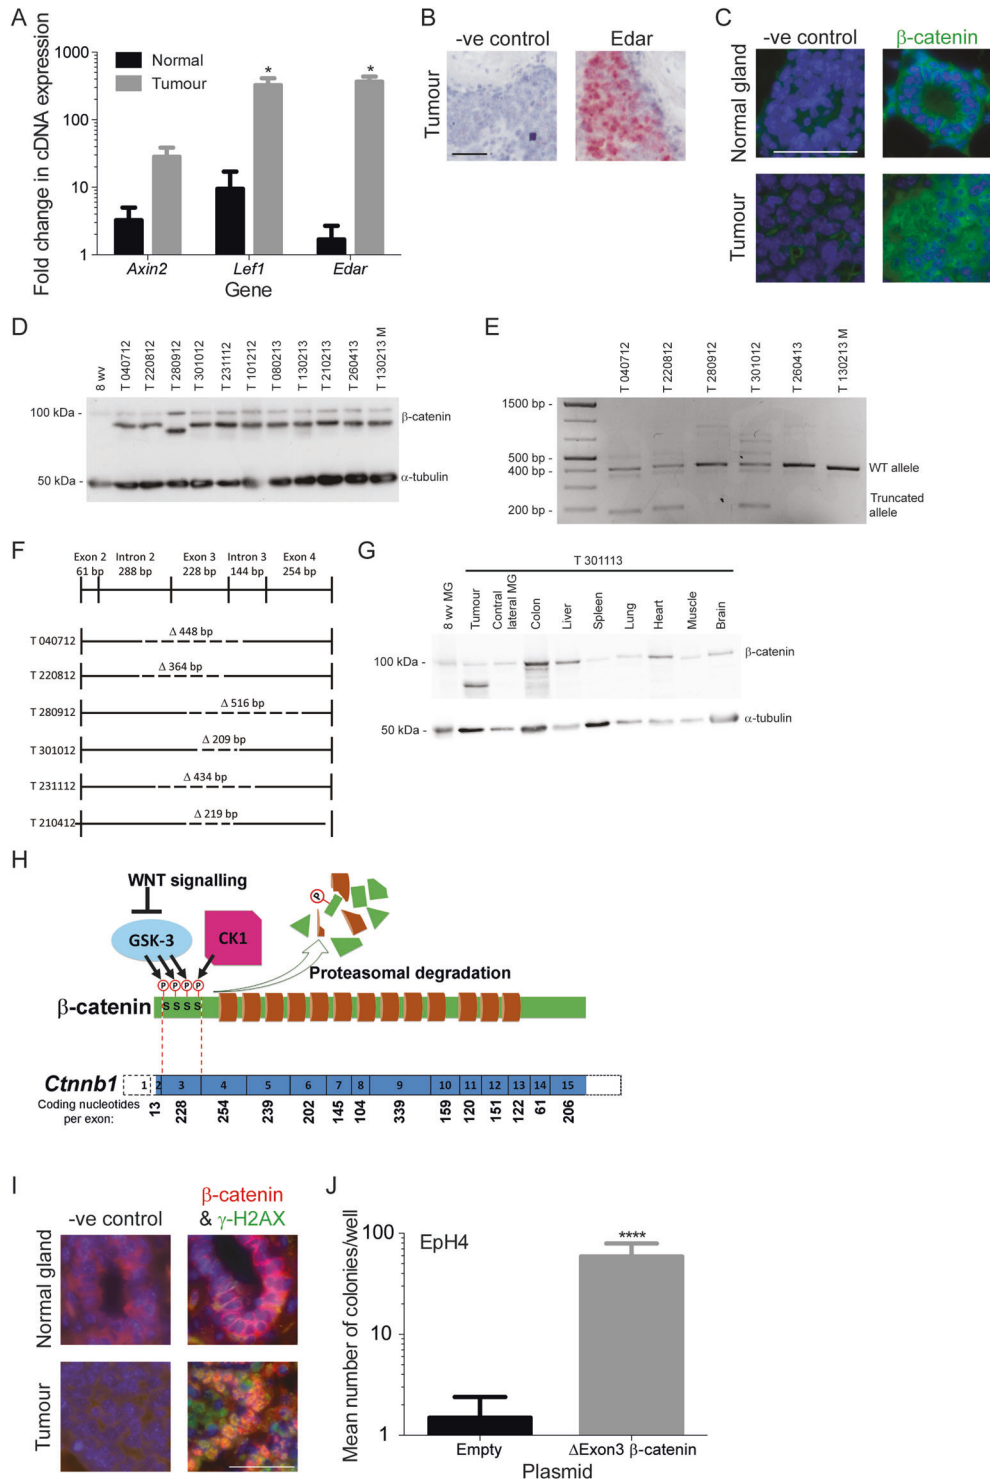 A
Fold change in cDNA expression
1000
100
10
1
Normal
Tumour
*
*
Axin2
Lef1
Edar
Gene
B
-ve control
Edar
Tumour
C
-ve control
β-catenin
Normal gland
Tumour
D
8 wv
T 040712
T 220812
T 280912
T 301012
T 231112
T 101212
T 080213
T 130213
T 210213
T 260413
T 130213 M
100 kDa -
β-catenin
50 kDa -
α-tubulin
E
T 040712
T 220812
T 280912
T 301012
T 260413
T 130213 M
1500 bp -
500 bp -
400 bp -
200 bp -
WT allele
Truncated
allele
F
Exon 2
61 bp
Intron 2
288 bp
Exon 3
228 bp
Intron 3
144 bp
Exon 4
254 bp
T 040712
Δ 448 bp
T 220812
Δ 364 bp
T 280912
Δ 516 bp
T 301012
Δ 209 bp
T 231112
Δ 434 bp
T 210412
Δ 219 bp
G
T 301113
8 wv MG
Tumour
Contral
lateral MG
Colon
Liver
Spleen
Lung
Heart
Muscle
Brain
100 kDa -
β-catenin
50 kDa -
α-tubulin
H
WNT signalling
GSK-3
CK1
P
Proteasomal degradation
P P P P
β-catenin
S S S S
Ctnnb1
1 2 3 4 5 6 7 8 9 10 11 12 13 14 15
Coding nucleotides
per exon:
13 228 254 239 202 145 104 339 159 120 151 122 61 206
I
-ve control
β-catenin
& γ-H2AX
Normal gland
Tumour
J
Mean number of colonies/well
100
10
1
EpH4
****
Empty
ΔExon3 β-catenin
Plasmid